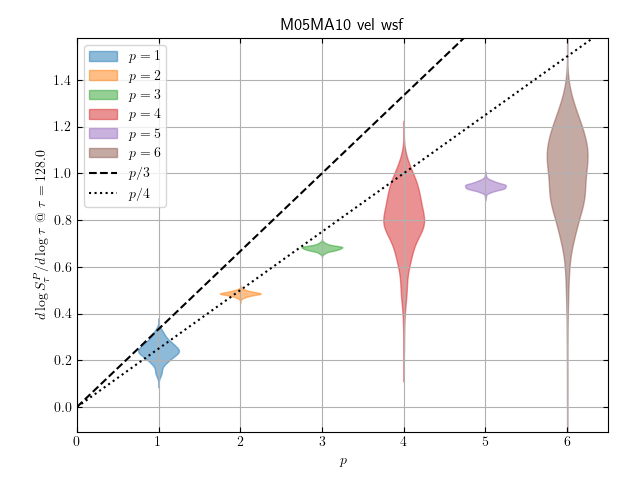 M05MA10 vel wsf
d log S_τ^P / d log τ @ τ = 128.0
1.4
1.2
1.0
0.8
0.6
0.4
0.2
0.0
p = 1
p = 2
p = 3
p = 4
p = 5
p = 6
p/3
p/4
0
1
2
3
4
5
6
p